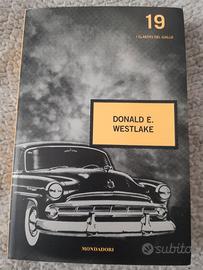 19
I CLASSICI DEL GIALLO
DONALD E.
WESTLAKE
MONDADORI
subito